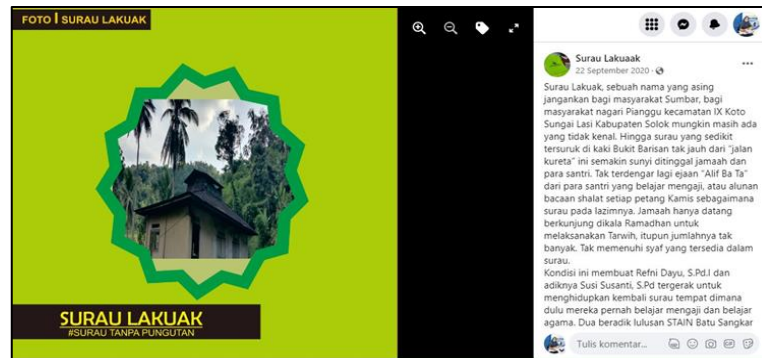 FOTO | SURAU LAKUAK
SURAU LAKUAK
#SURAU TANPA PUNGUTAN
Surau Lakuaak
22 September 2020 ·
Surau Lakuak, sebuah nama yang asing
jangankan bagi masyarakat Sumbar, bagi
masyarakat nagari Pianggu kecamatan IX Koto
Sungai Lasi Kabupaten Solok mungkin masih ada
yang tidak kenal. Hingga surau yang sedikit
tersuruk di kaki Bukit Barisan tak jauh dari "jalan
kureta" ini semakin sunyi ditinggal jamaah dan
para santri. Tak terdengar lagi ejaan "Alif Ba Ta"
dari para santri yang belajar mengaji, atau alunan
bacaan shalat setiap petang Kamis sebagaimana
surau pada lazimnya. Jamaah hanya datang
berkunjung dikala Ramadhan untuk
melaksanakan Tarwih, itupun jumlahnya tak
banyak. Tak memenuhi syaf yang tersedia dalam
surau.
Kondisi ini membuat Refni Dayu, S.Pd.I dan
adiknya Susi Susanti, S.Pd tergerak untuk
menghidupkan kembali surau tempat dimana
dulu mereka pernah belajar mengaji dan belajar
agama. Dua beradik lulusan STAIN Batu Sangkar
Tulis komentar...
GIF